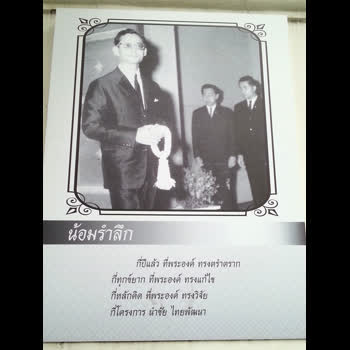 น้อมรำลึก
กี่ปีแล้ว ที่พระองค์ ทรงตรำตราก
กี่ทุกข์ยาก ที่พระองค์ ทรงแก้ไข
กี่หลักคิด ที่พระองค์ ทรงวิจัย
กี่โครงการ นำชัย ไทยพัฒนา